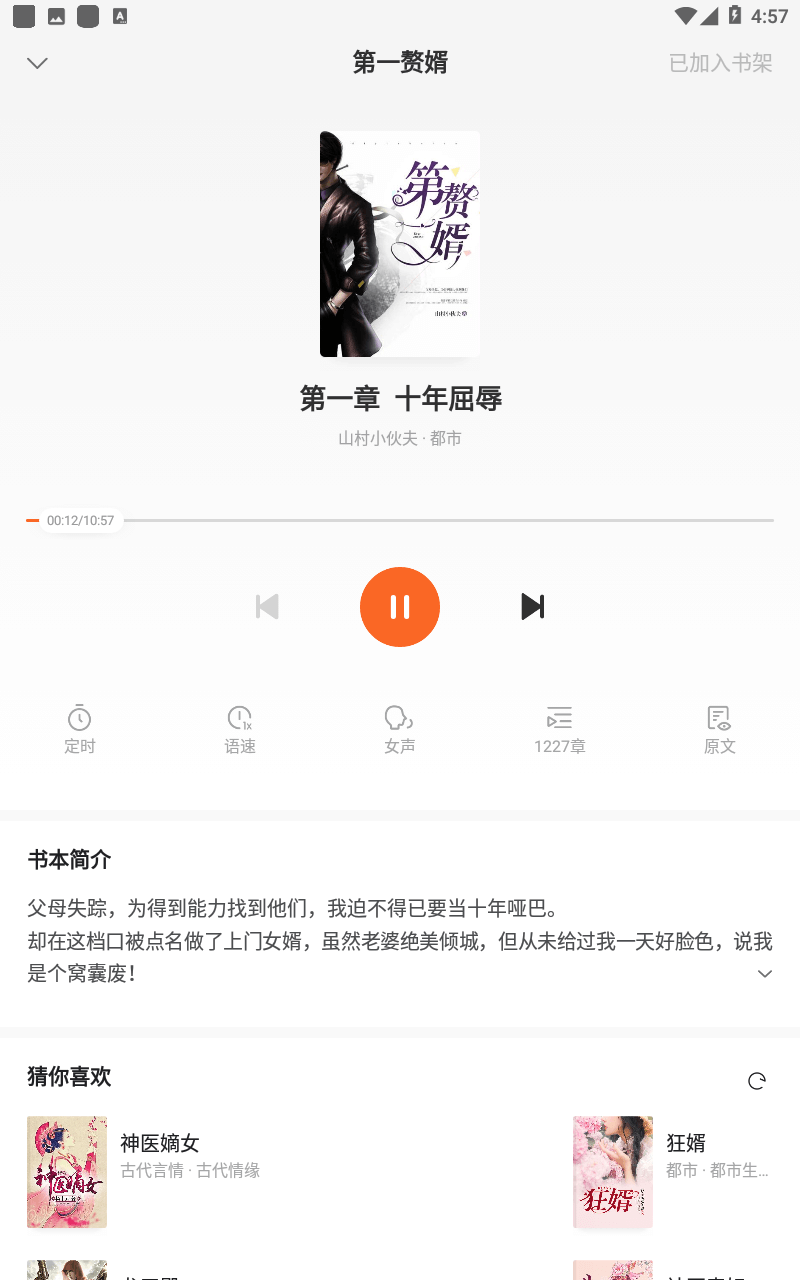 4:57
第一赘婿
已加入书架
第
赘
婿
山村小伙夫 著
第一章 十年屈辱
山村小伙夫 · 都市
00:12/10:57
1x
定时
语速
女声
1227章
原文
书本简介
父母失踪，为得到能力找到他们，我迫不得已要当十年哑巴。
却在这档口被点名做了上门女婿，虽然老婆绝美倾城，但从未给过我一天好脸色，说我
是个窝囊废！
猜你喜欢
神医嫡女
神医嫡女
古代言情 · 古代情缘
狂婿
狂婿
都市 · 都市生...